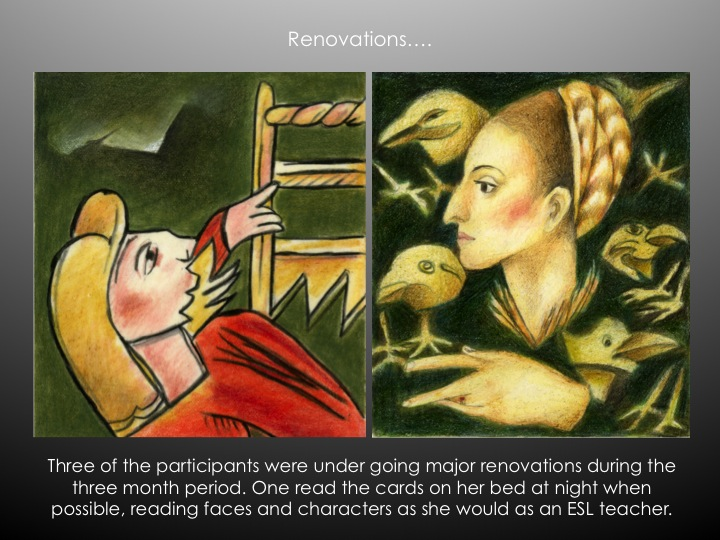 Renovations….
Three of the participants were under going major renovations during the
three month period. One read the cards on her bed at night when
possible, reading faces and characters as she would as an ESL teacher.